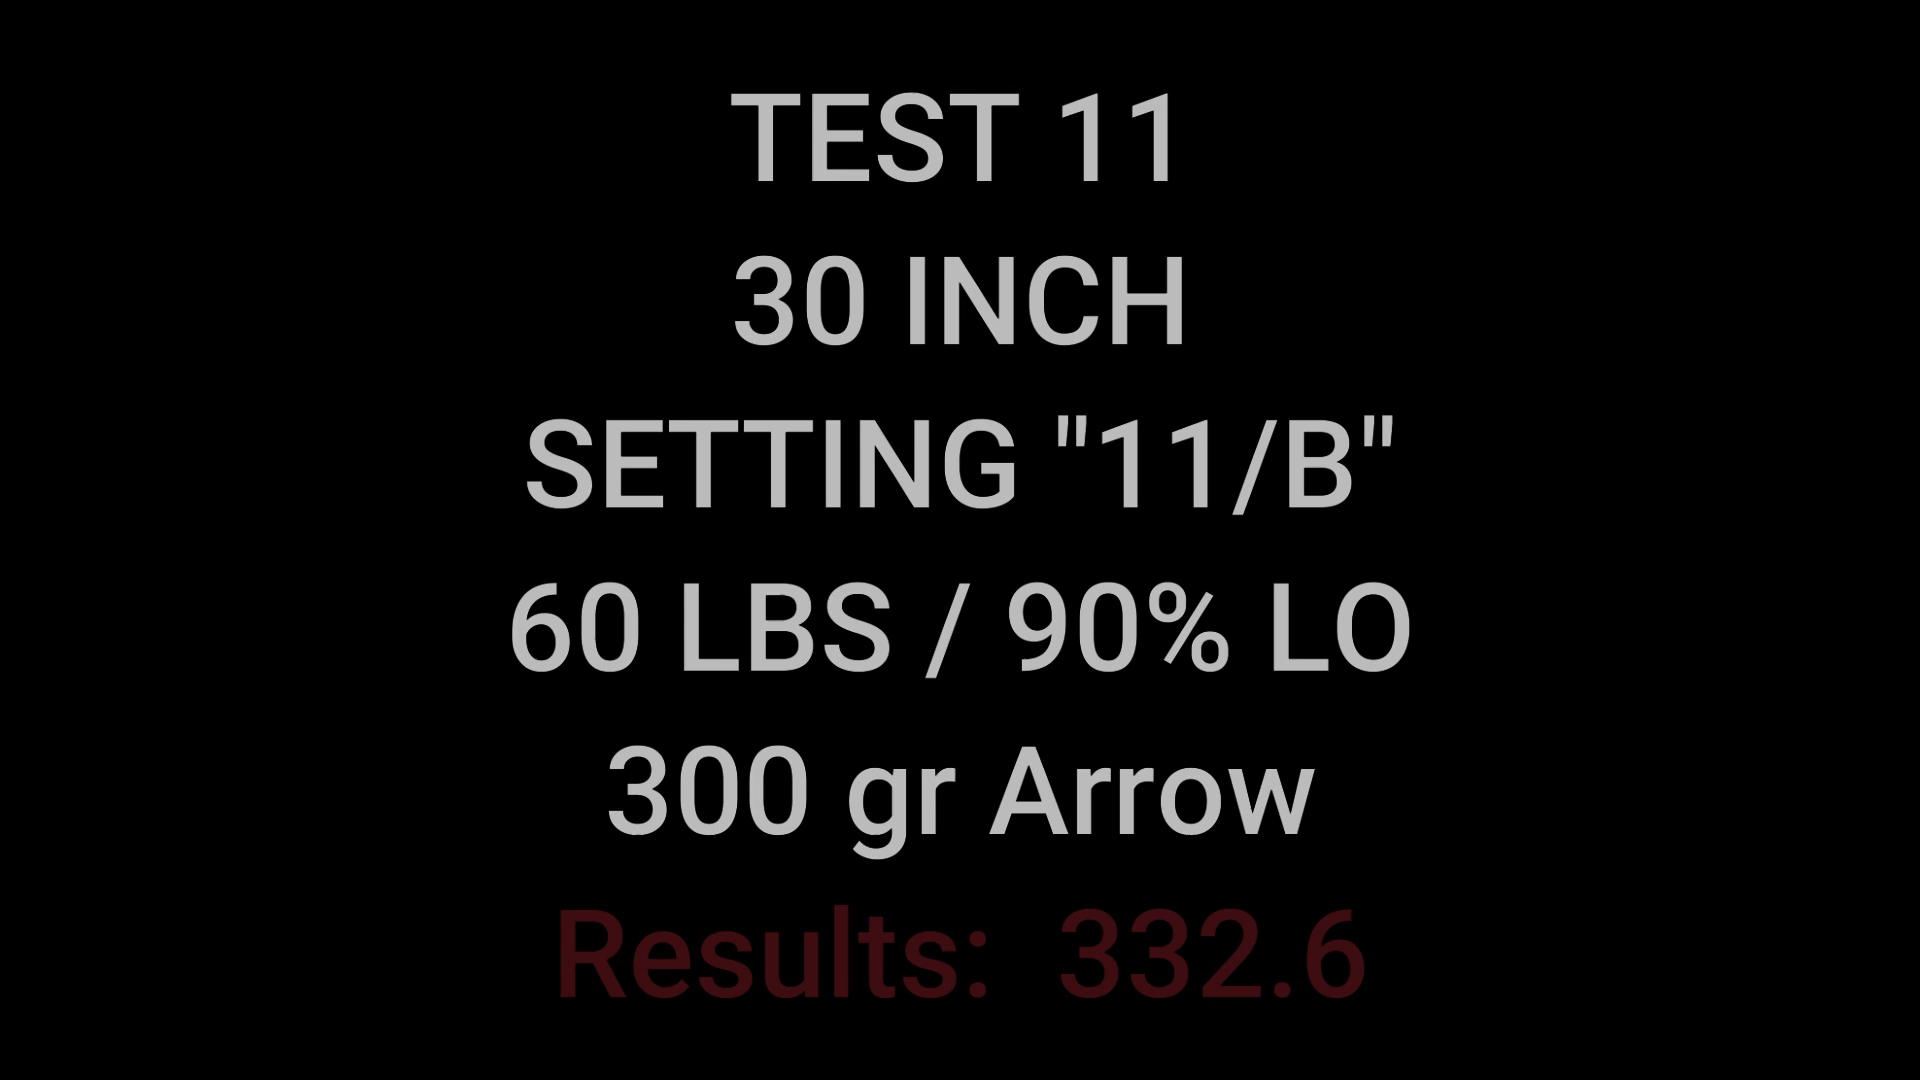 TEST 11
30 INCH
SETTING "11/B"
60 LBS / 90% LO
300 gr Arrow
Results:  332.6